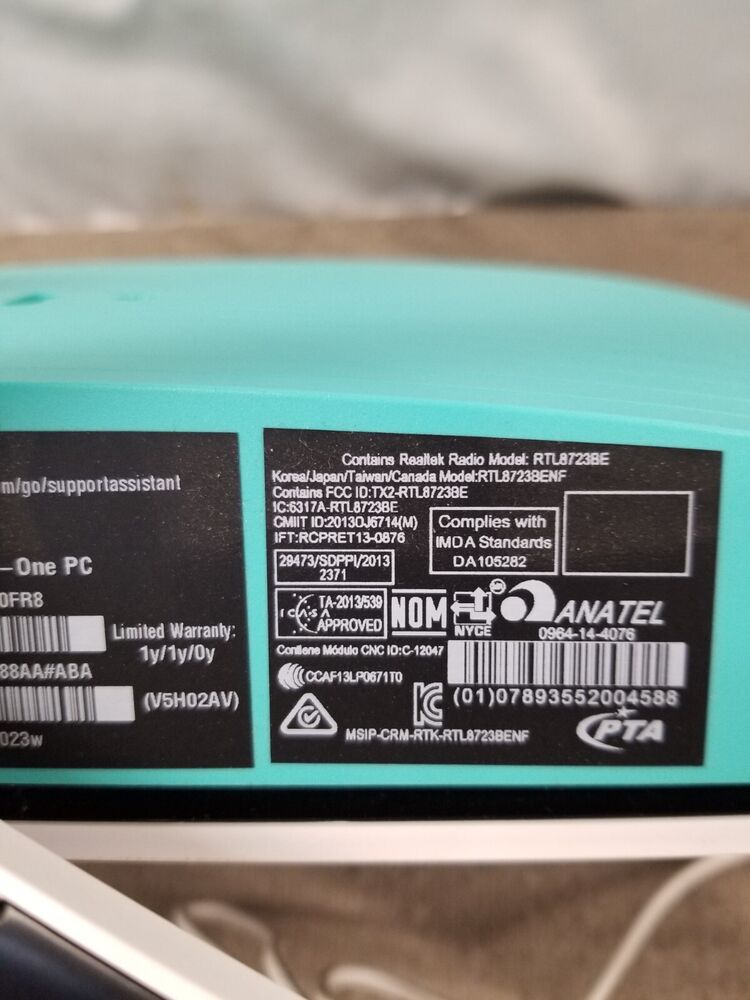 m/go/supportassistant
-One PC
0FR8
Limited Warranty:
1y/1y/0y
88AA#ABA
(V5H02AV)
023w
Contains Realtek Radio Model: RTL8723BE
Korea/Japan/Taiwan/Canada Model:RTL8723BENF
Contains FCC ID:TX2-RTL8723BE
IC:6317A-RTL8723BE
CMIIT ID:2013DJ6714(M)
IFT:RCPRET13-0876
Complies with
IMDA Standards
DA105282
29473/SDPPI/2013
2371
ICASA
TA-2013/539
APPROVED
NOM
NYCE
ANATEL
0964-14-4076
Contiene Módulo CNC ID:C-12047
CCAF13LP0671T0
(01)07893552004588
MSIP-CRM-RTK-RTL8723BENF
PTA